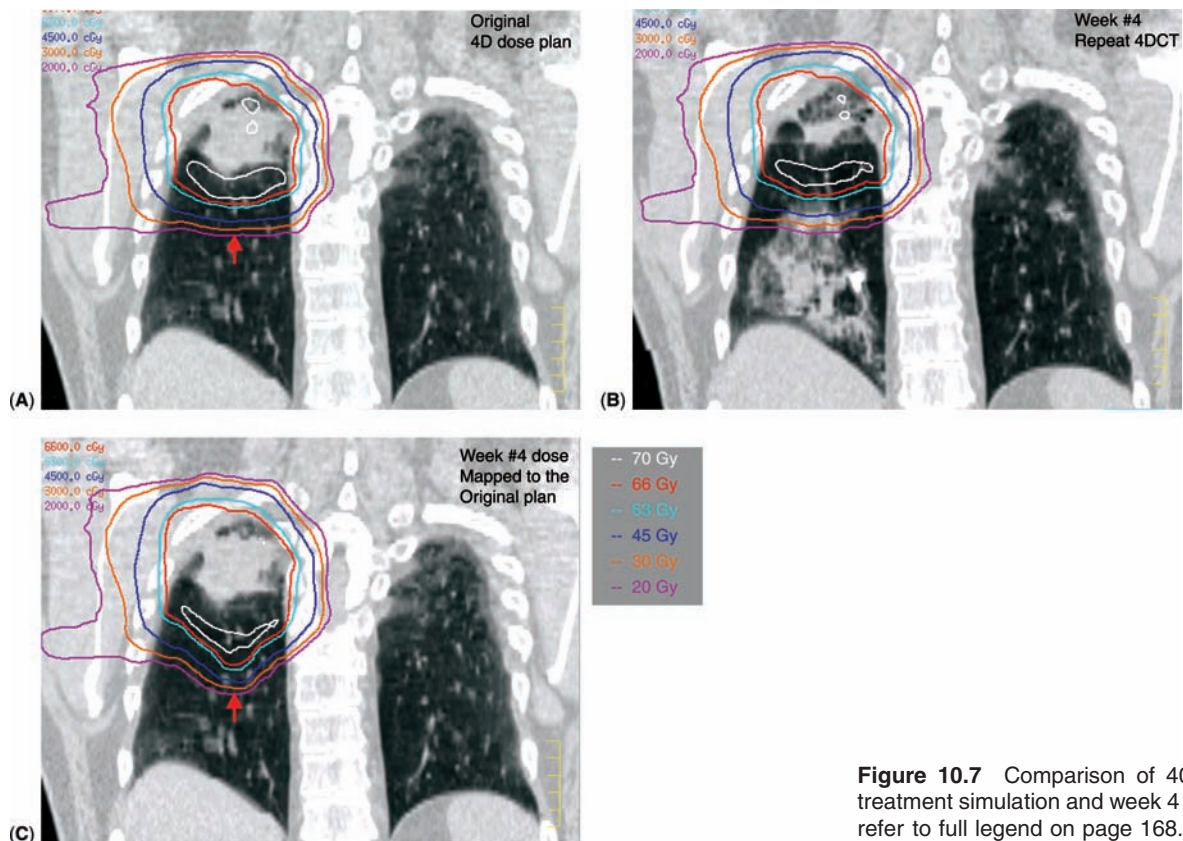 Original
4D dose plan
4500.0 cGy
3000.0 cGy
2000.0 cGy
(A)
Week #4
Repeat 4DCT
4500.0 cGy
3000.0 cGy
2000.0 cGy
(B)
6600.0 cGy
4500.0 cGy
3000.0 cGy
2000.0 cGy
Week #4 dose
Mapped to the
Original plan
(C)
-- 70 Gy
-- 66 Gy
-- 63 Gy
-- 45 Gy
-- 30 Gy
-- 20 Gy
Figure 10.7 Comparison of 40
treatment simulation and week 4
refer to full legend on page 168.